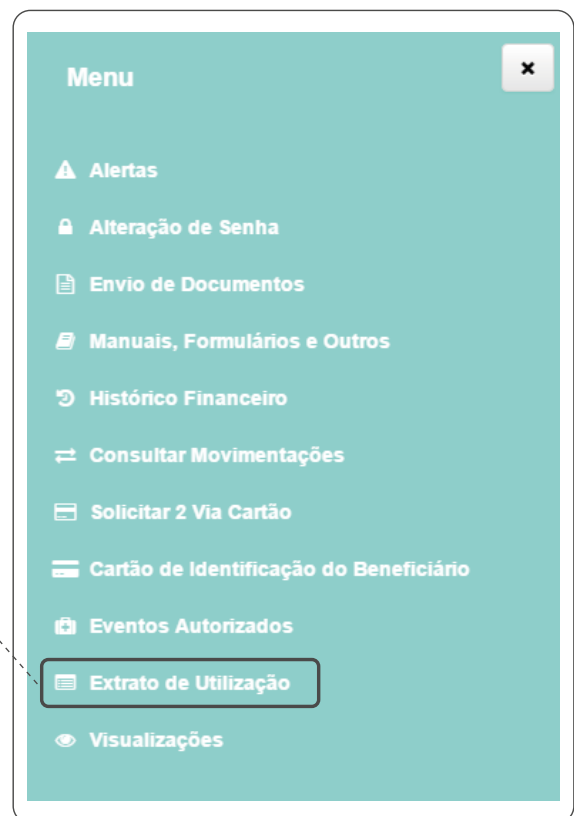 Menu
Alertas
Alteração de Senha
Envio de Documentos
Manuais, Formulários e Outros
Histórico Financeiro
Consultar Movimentações
Solicitar 2 Via Cartão
Cartão de Identificação do Beneficiário
Eventos Autorizados
Extrato de Utilização
Visualizações